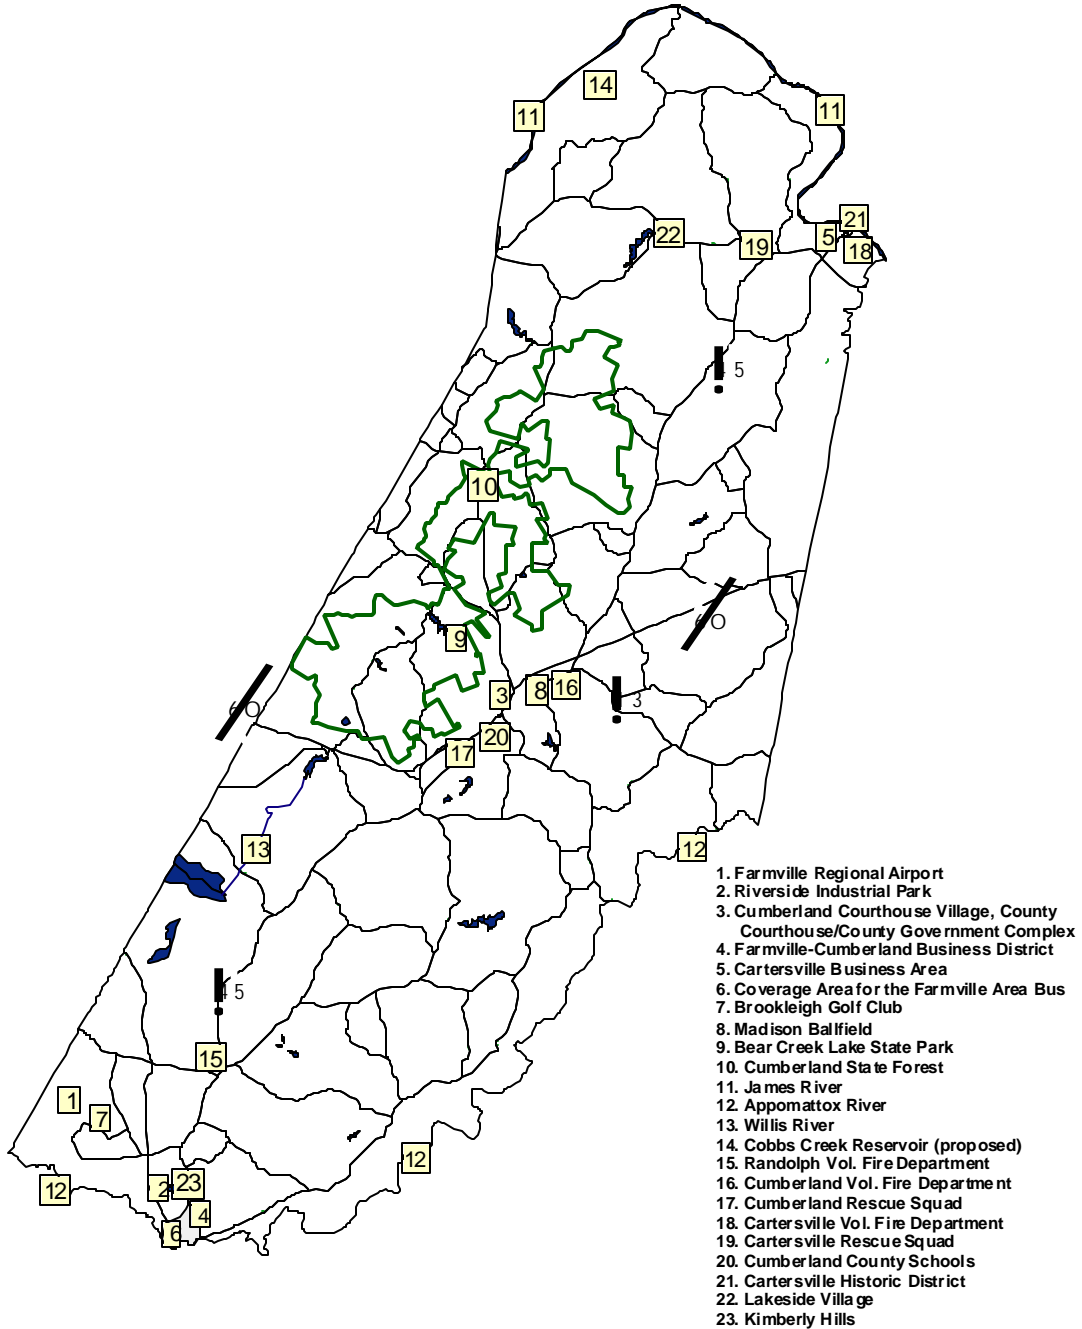 14
11
11
21
22
5
19
18
45
10
60
9
3
8
16
60
3
20
17
13
12
1. Farmville Regional Airport
2. Riverside Industrial Park
3. Cumberland Courthouse Village, County
Courthouse/County Government Complex
4. Farmville-Cumberland Business District
5. Cartersville Business Area
6. Coverage Area for the Farmville Area Bus
7. Brookleigh Golf Club
8. Madison Ballfield
9. Bear Creek Lake State Park
10. Cumberland State Forest
11. James River
12. Appomattox River
13. Willis River
14. Cobbs Creek Reservoir (proposed)
15. Randolph Vol. Fire Department
16. Cumberland Vol. Fire Department
17. Cumberland Rescue Squad
18. Cartersville Vol. Fire Department
19. Cartersville Rescue Squad
20. Cumberland County Schools
21. Cartersville Historic District
22. Lakeside Village
23. Kimberly Hills
45
15
1
7
12
12
2
23
4
6